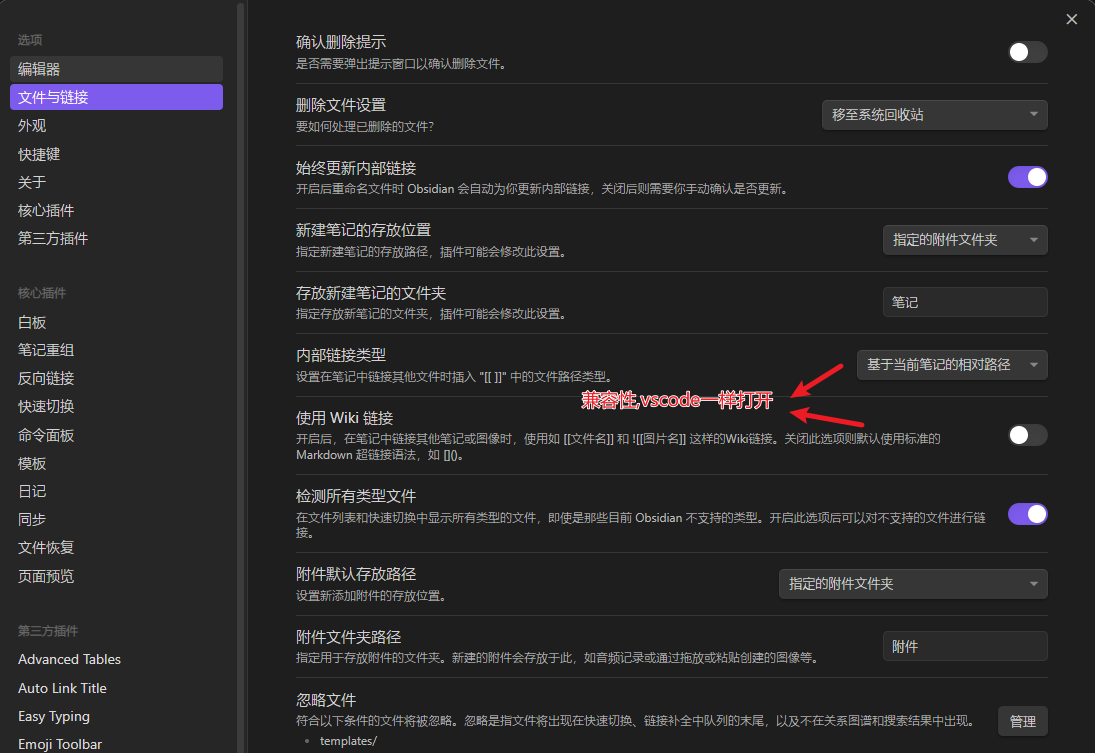 选项
编辑器
文件与链接
外观
快捷键
关于
核心插件
第三方插件
核心插件
白板
笔记重组
反向链接
快速切换
命令面板
模板
日记
同步
文件恢复
页面预览
第三方插件
Advanced Tables
Auto Link Title
Easy Typing
Emoji Toolbar
确认删除提示
是否需要弹出提示窗口以确认删除文件。
删除文件设置
要如何处理已删除的文件?
移至系统回收站
始终更新内部链接
开启后重命名文件时 Obsidian 会自动为你更新内部链接，关闭后则需要你手动确认是否更新。
新建笔记的存放位置
指定新建笔记的存放路径，插件可能会修改此设置。
指定的附件文件夹
存放新建笔记的文件夹
指定存放新笔记的文件夹，插件可能会修改此设置。
笔记
内部链接类型
设置在笔记中链接其他文件时插入 "[[ ]]" 中的文件路径类型。
基于当前笔记的相对路径
兼容性,vscode一样打开
使用 Wiki 链接
开启后，在笔记中链接其他笔记或图像时，使用如 [[文件名]] 和 ![[图片名]] 这样的Wiki链接。关闭此选项则默认使用标准的
Markdown 超链接语法，如 []()。
检测所有类型文件
在文件列表和快速切换中显示所有类型的文件，即使是那些目前 Obsidian 不支持的类型。开启此选项后可以对不支持的文件进行链
接。
附件默认存放路径
设置新添加附件的存放位置。
指定的附件文件夹
附件文件夹路径
指定用于存放附件的文件夹。新建的附件会存放于此，如音频记录或通过拖放或粘贴创建的图像等。
附件
忽略文件
符合以下条件的文件将被忽略。忽略是指文件将出现在快速切换、链接补全中队列的末尾，以及不在关系图谱和搜索结果中出现。
管理
• templates/